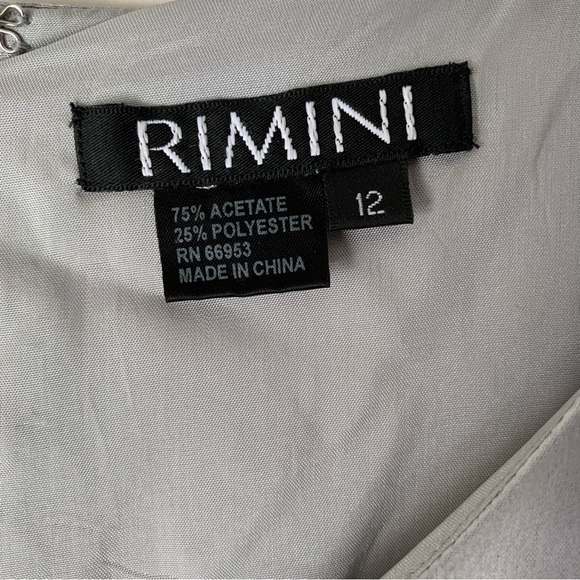 RIMINI
12
75% ACETATE
25% POLYESTER
RN 66953
MADE IN CHINA